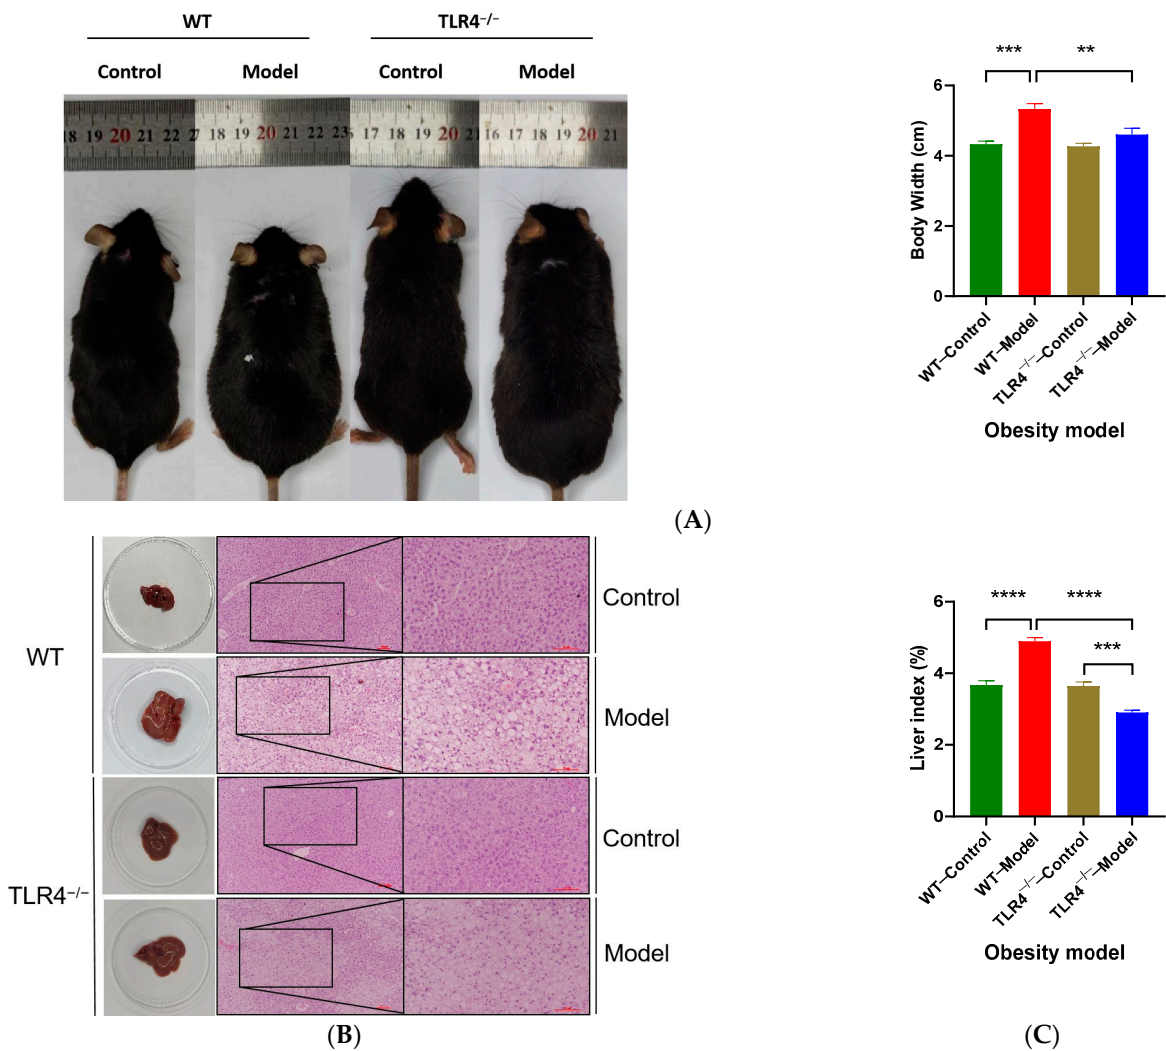 WT TLR4⁻/⁻
Control Model Control Model
18 19 20 21 22 2
18 19 20 21 22 23
17 18 19 20 21
16 17 18 19 20 21
*** **
6
4
2
0
Body Width (cm)
WT–Control
WT–Model
TLR4⁻/⁻–Control
TLR4⁻/⁻–Model
Obesity model
(A)
WT
TLR4⁻/⁻
Control
Model
Control
Model
(B)
**** ****
***
6
4
2
0
Liver index (%)
WT–Control
WT–Model
TLR4⁻/⁻–Control
TLR4⁻/⁻–Model
Obesity model
(C)